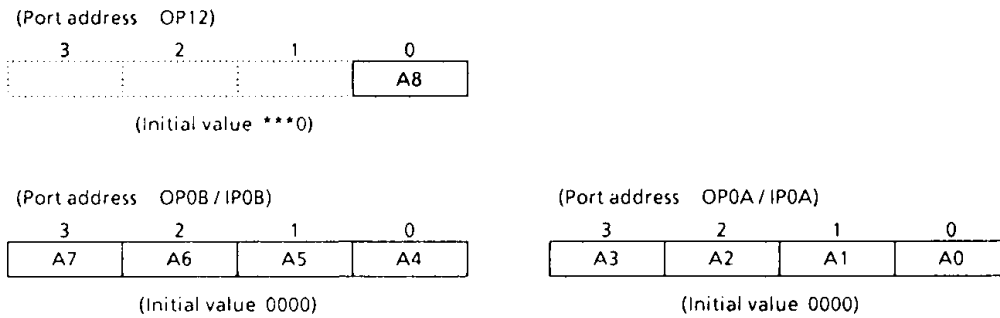 (Port address OP12)
3 2 1 0
A8
(Initial value ***0)
(Port address OP0B / IP0B) (Port address OP0A / IP0A)
3 2 1 0 3 2 1 0
A7 A6 A5 A4 A3 A2 A1 A0
(Initial value 0000) (Initial value 0000)